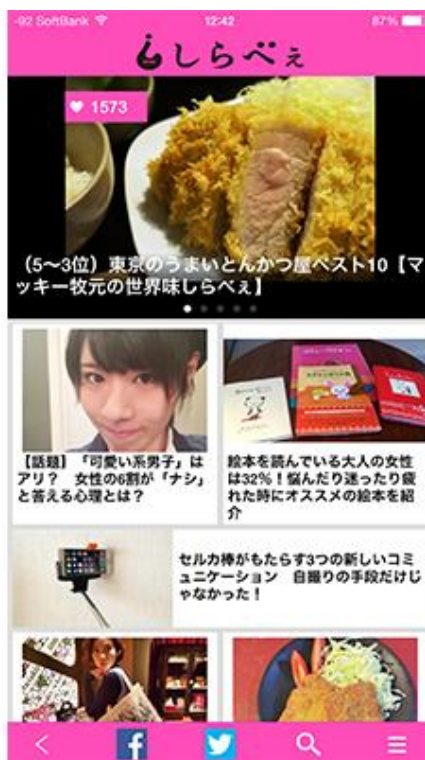 -92 SoftBank 12:42 87%
しらべぇ
1573
（5〜3位）東京のうまいとんかつ屋ベスト10【マ
ッキー牧元の世界味しらべぇ】
【話題】「可愛い系男子」は
アリ？　女性の6割が「ナシ」
と答える心理とは？
絵本を読んでいる大人の女性
は32％！悩んだり迷ったり疲
れた時にオススメの絵本を紹
介
セルカ棒がもたらす3つの新しいコミ
ュニケーション　自撮りの手段だけじ
ゃなかった！